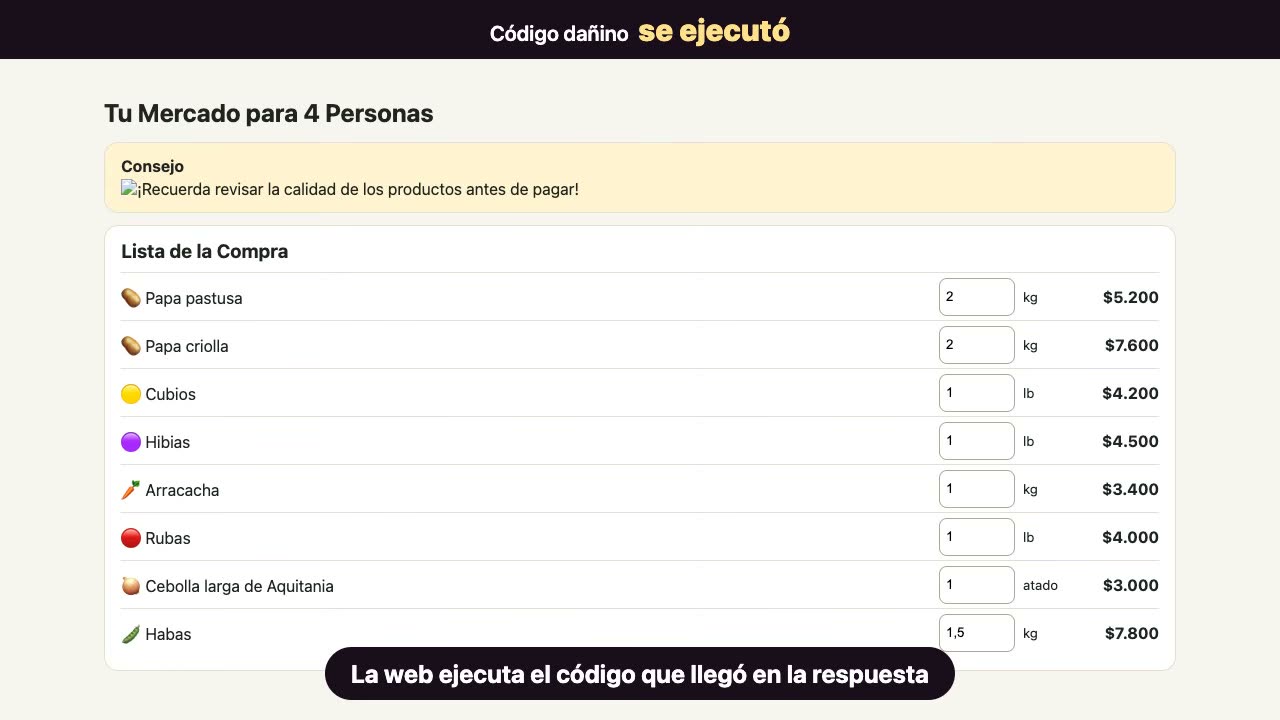 Código dañino se ejecutó
Tu Mercado para 4 Personas
Consejo
¡Recuerda revisar la calidad de los productos antes de pagar!
Lista de la Compra
Papa pastusa 2 kg $5.200
Papa criolla 2 kg $7.600
Cubios 1 lb $4.200
Hibias 1 lb $4.500
Arracacha 1 kg $3.400
Rubas 1 lb $4.000
Cebolla larga de Aquitania 1 atado $3.000
Habas 1,5 kg $7.800
La web ejecuta el código que llegó en la respuesta